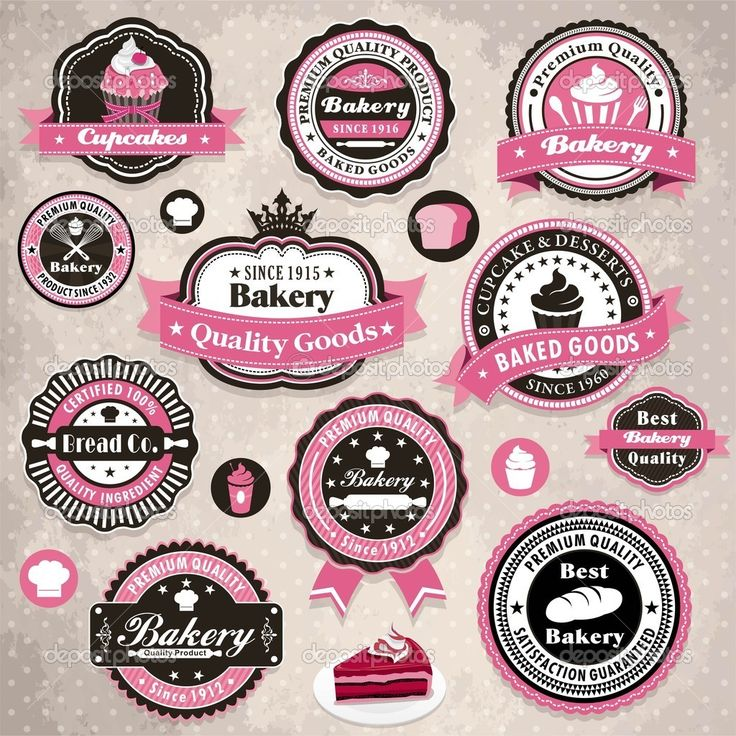 Cupcakes
PREMIUM QUALITY PRODUCT
Bakery
SINCE 1916
BAKED GOODS
Premium Quality
Bakery
PREMIUM QUALITY
Bakery
PRODUCT SINCE 1932
SINCE 1915
Bakery
Quality Goods
CUPCAKE & DESSERTS
BAKED GOODS
SINCE 1968
CERTIFIED 100%
Bread Co.
QUALITY INGREDIENT
PREMIUM QUALITY
Bakery
Since 1912
Best
Bakery
Quality
PREMIUM QUALITY
Bakery
Quality Product
Since 1912
PREMIUM QUALITY
Best
Bakery
SATISFACTION GUARANTEED
depositphotos